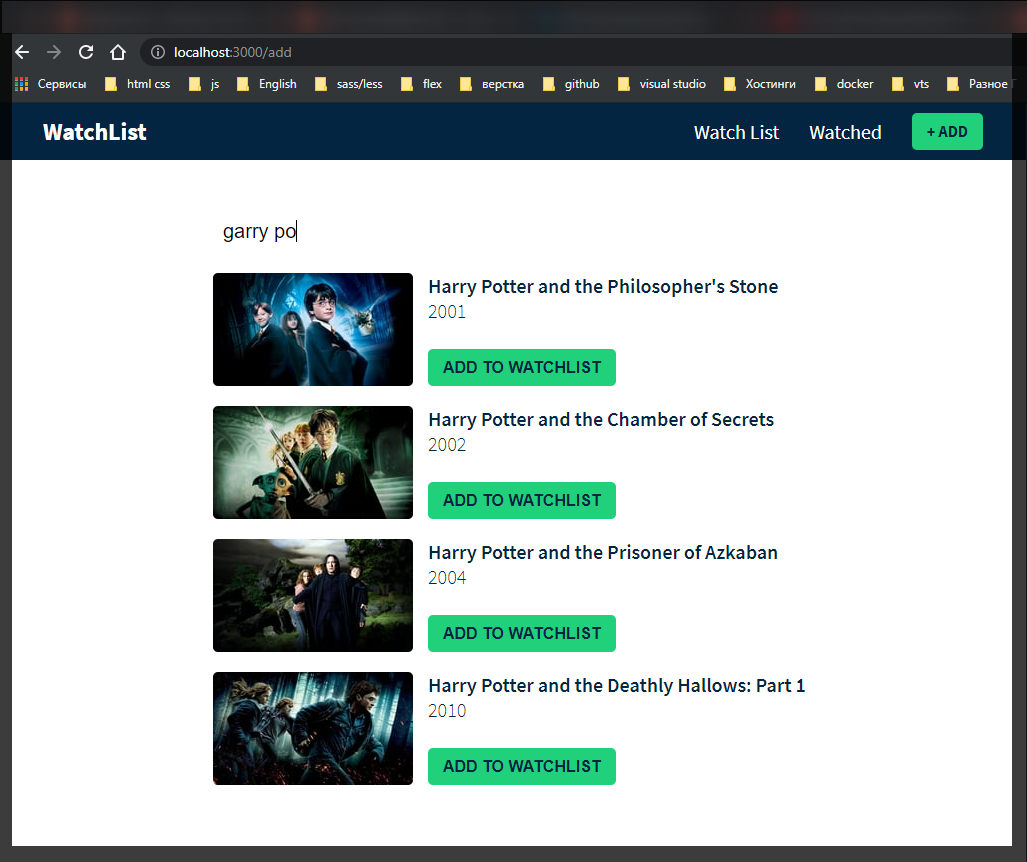 localhost:3000/add
Сервисы html css js English sass/less flex верстка github visual studio Хостинги docker vts Разное
WatchList Watch List Watched + ADD
garry po
Harry Potter and the Philosopher's Stone
2001
ADD TO WATCHLIST
Harry Potter and the Chamber of Secrets
2002
ADD TO WATCHLIST
Harry Potter and the Prisoner of Azkaban
2004
ADD TO WATCHLIST
Harry Potter and the Deathly Hallows: Part 1
2010
ADD TO WATCHLIST